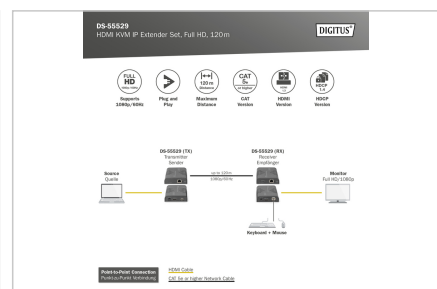 DS-55529
HDMI KVM IP Extender Set, Full HD, 120 m
DIGITUS
FULL
HD
Supports
1080p/60Hz
Plug and
Play
120 m
Distance
Maximum
Distance
CAT
5e
or higher
CAT
Version
HDMI
HDMI
Version
HDCP
1.4
HDCP
Version
DS-55529 (TX)
Transmitter
Sender
DS-55529 (RX)
Receiver
Empfänger
Source
Quelle
up to 120m
1080p/60Hz
Monitor
Full HD/1080p
Keyboard + Mouse
Point-to-Point Connection
Punkt-zu-Punkt Verbindung
HDMI Cable
CAT 5e or higher Network Cable